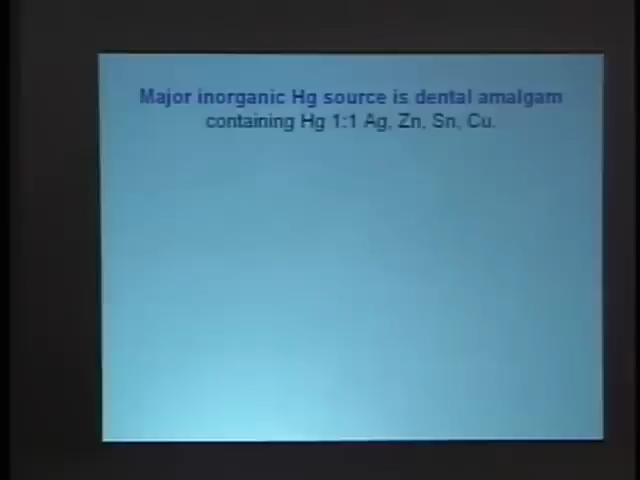 Major inorganic Hg source is dental amalgam
containing Hg 1:1 Ag, Zn, Sn, Cu.